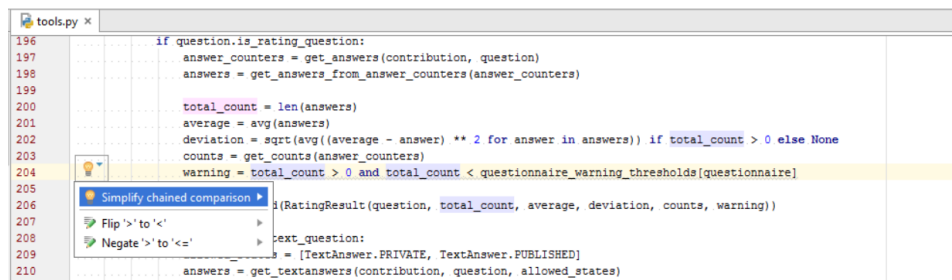 tools.py ×
196 if question.is_rating_question:
197 answer_counters = get_answers(contribution, question)
198 answers = get_answers_from_answer_counters(answer_counters)
199
200 total_count = len(answers)
201 average = avg(answers)
202 deviation = sqrt(avg((average - answer) ** 2 for answer in answers)) if total_count > 0 else None
203 counts = get_counts(answer_counters)
204 warning = total_count > 0 and total_count < questionnaire_warning_thresholds[questionnaire]
205
Simplify chained comparison
206 (RatingResult(question, total_count, average, deviation, counts, warning))
207
Flip '>' to '<'
208 text_question:
Negate '>' to '<='
209 = [TextAnswer.PRIVATE, TextAnswer.PUBLISHED]
210 answers = get_textanswers(contribution, question, allowed_states)